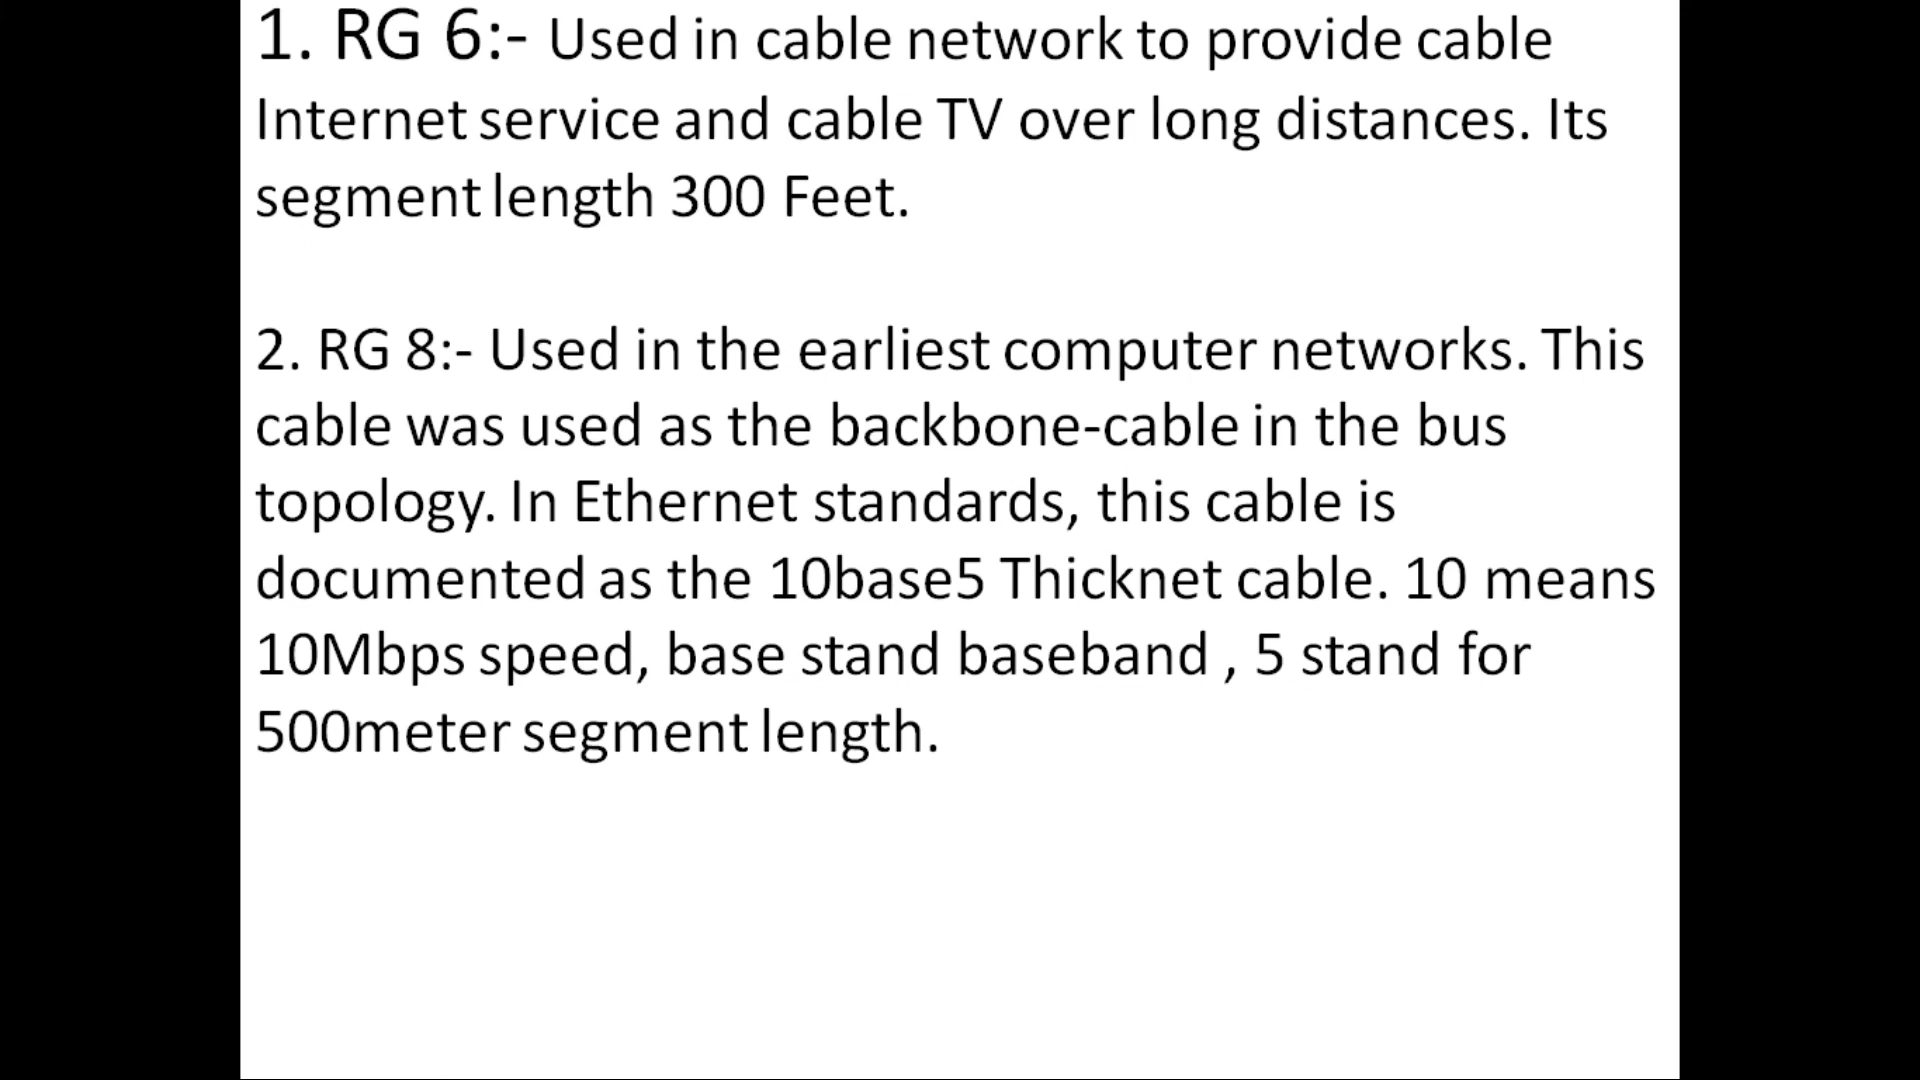 1. RG 6:- Used in cable network to provide cable
Internet service and cable TV over long distances. Its
segment length 300 Feet.
2. RG 8:- Used in the earliest computer networks. This
cable was used as the backbone-cable in the bus
topology. In Ethernet standards, this cable is
documented as the 10base5 Thicknet cable. 10 means
10Mbps speed, base stand baseband , 5 stand for
500meter segment length.